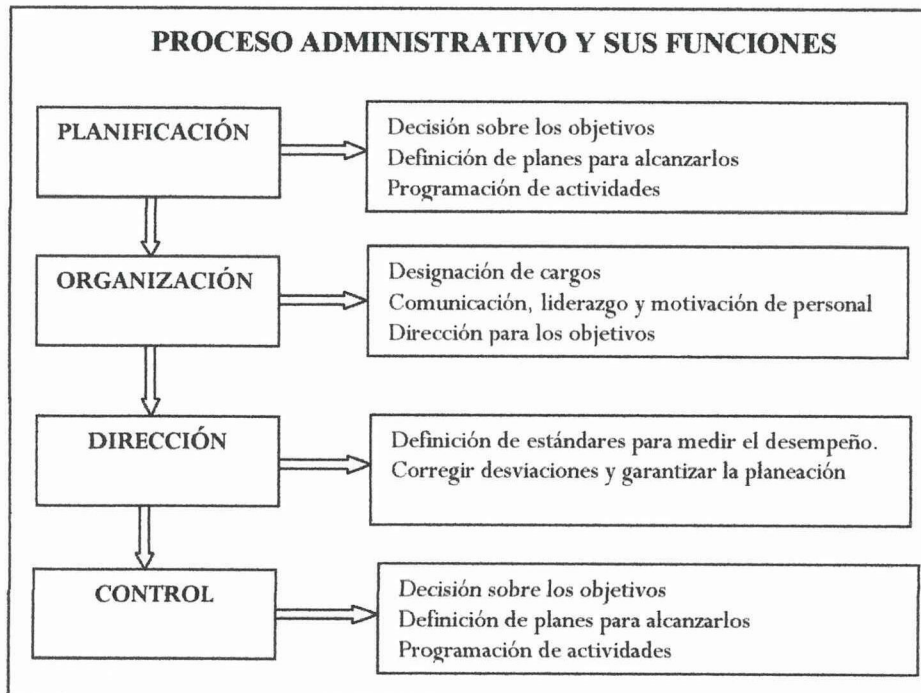 PROCESO ADMINISTRATIVO Y SUS FUNCIONES
PLANIFICACIÓN
Decisión sobre los objetivos
Definición de planes para alcanzarlos
Programación de actividades
ORGANIZACIÓN
Designación de cargos
Comunicación, liderazgo y motivación de personal
Dirección para los objetivos
DIRECCIÓN
Definición de estándares para medir el desempeño.
Corregir desviaciones y garantizar la planeación
CONTROL
Decisión sobre los objetivos
Definición de planes para alcanzarlos
Programación de actividades